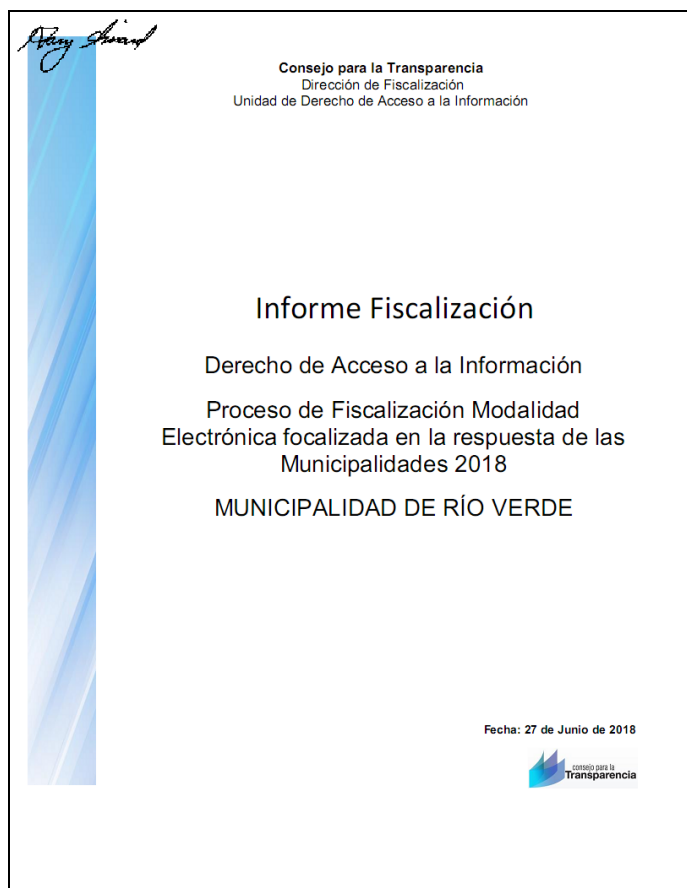 Consejo para la Transparencia
Dirección de Fiscalización
Unidad de Derecho de Acceso a la Información
Informe Fiscalización
Derecho de Acceso a la Información
Proceso de Fiscalización Modalidad
Electrónica focalizada en la respuesta de las
Municipalidades 2018
MUNICIPALIDAD DE RÍO VERDE
Fecha: 27 de Junio de 2018
consejo para la
Transparencia